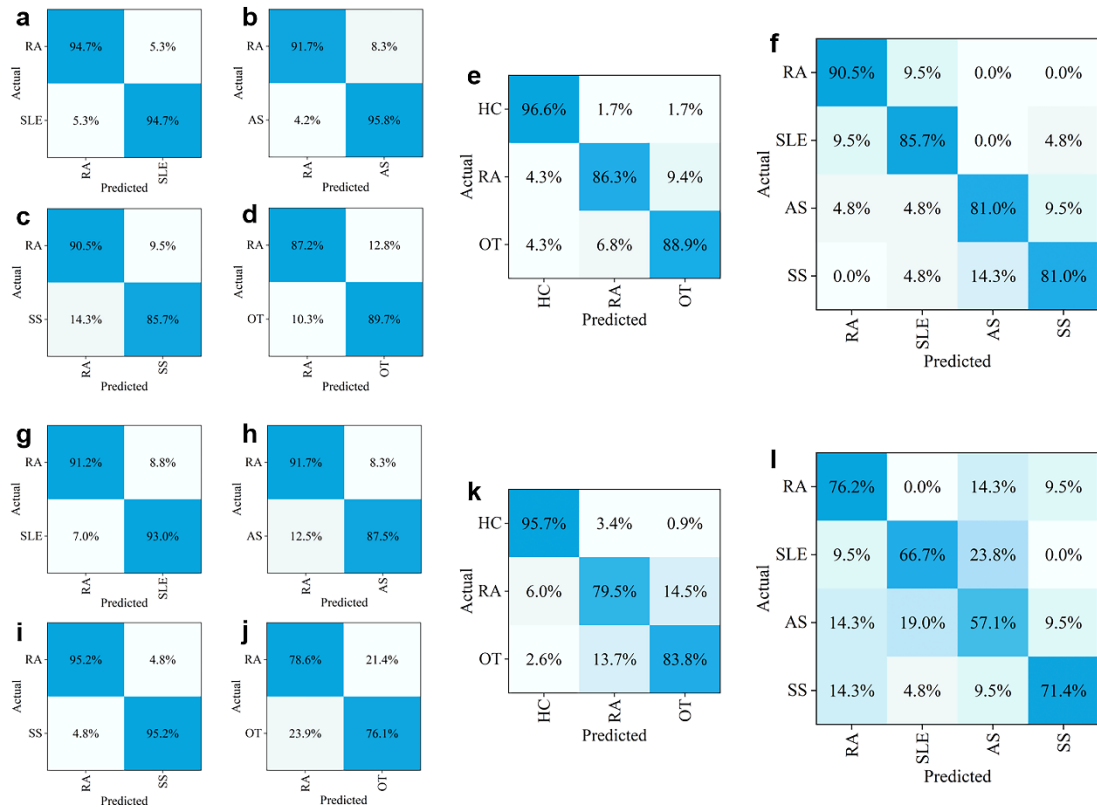 a
Actual
RA 94.7% 5.3%
SLE 5.3% 94.7%
RA SLE
Predicted
b
RA 91.7% 8.3%
AS 4.2% 95.8%
RA AS
Predicted
c
Actual
RA 90.5% 9.5%
SS 14.3% 85.7%
RA SS
Predicted
d
RA 87.2% 12.8%
OT 10.3% 89.7%
RA OT
Predicted
e
Actual
HC 96.6% 1.7% 1.7%
RA 4.3% 86.3% 9.4%
OT 4.3% 6.8% 88.9%
HC RA OT
Predicted
f
Actual
RA 90.5% 9.5% 0.0% 0.0%
SLE 9.5% 85.7% 0.0% 4.8%
AS 4.8% 4.8% 81.0% 9.5%
SS 0.0% 4.8% 14.3% 81.0%
RA SLE AS SS
Predicted
g
Actual
RA 91.2% 8.8%
SLE 7.0% 93.0%
RA SLE
Predicted
h
Actual
RA 91.7% 8.3%
AS 12.5% 87.5%
RA AS
Predicted
i
Actual
RA 95.2% 4.8%
SS 4.8% 95.2%
RA SS
Predicted
j
Actual
RA 78.6% 21.4%
OT 23.9% 76.1%
RA OT
Predicted
k
Actual
HC 95.7% 3.4% 0.9%
RA 6.0% 79.5% 14.5%
OT 2.6% 13.7% 83.8%
HC RA OT
Predicted
l
Actual
RA 76.2% 0.0% 14.3% 9.5%
SLE 9.5% 66.7% 23.8% 0.0%
AS 14.3% 19.0% 57.1% 9.5%
SS 14.3% 4.8% 9.5% 71.4%
RA SLE AS SS
Predicted